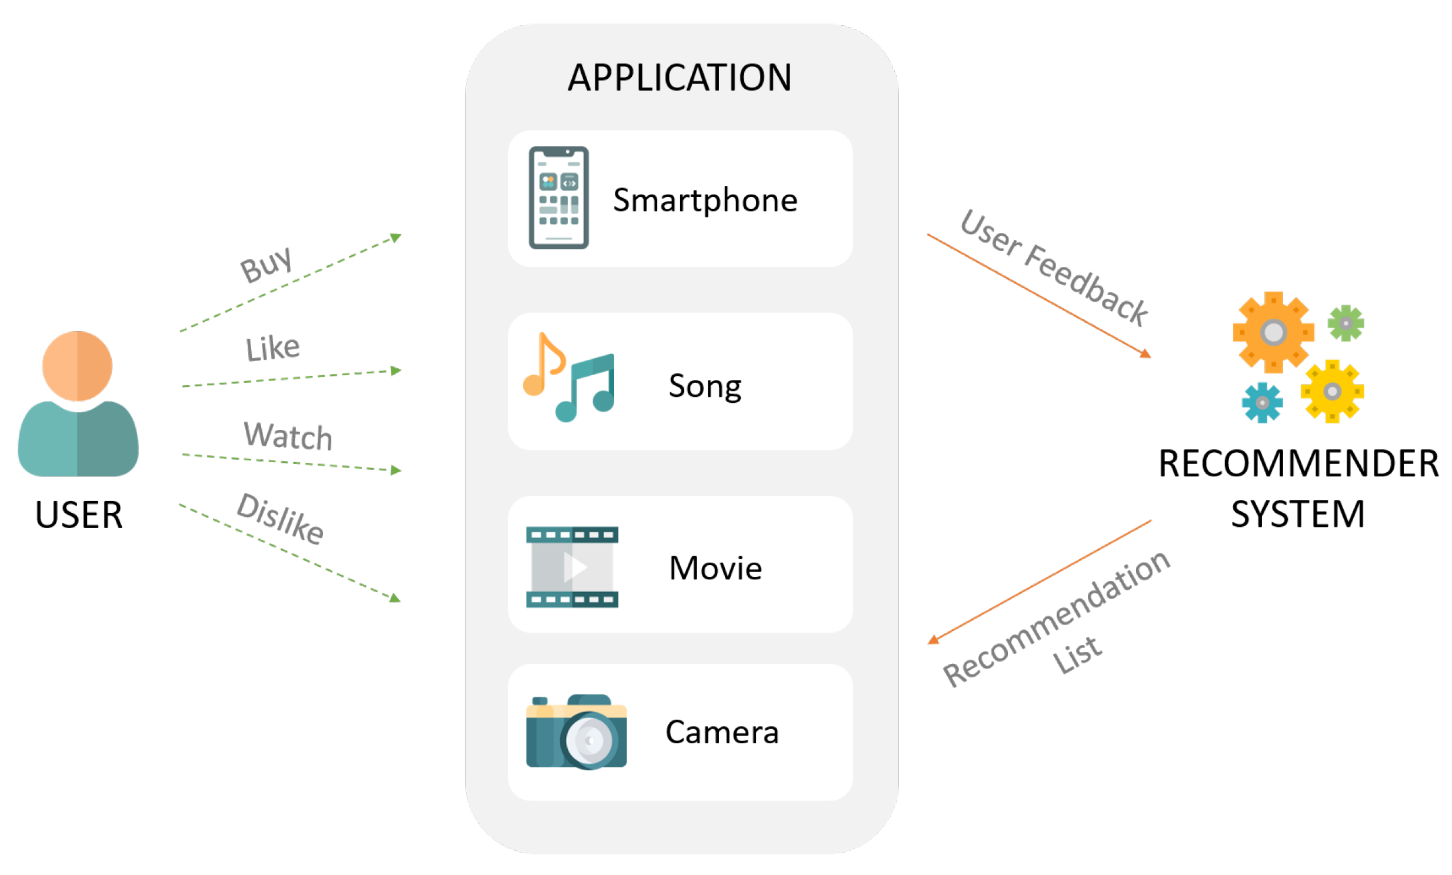 APPLICATION
Smartphone
Song
Movie
Camera
Buy
Like
Watch
Dislike
USER
User Feedback
RECOMMENDER
SYSTEM
Recommendation
List